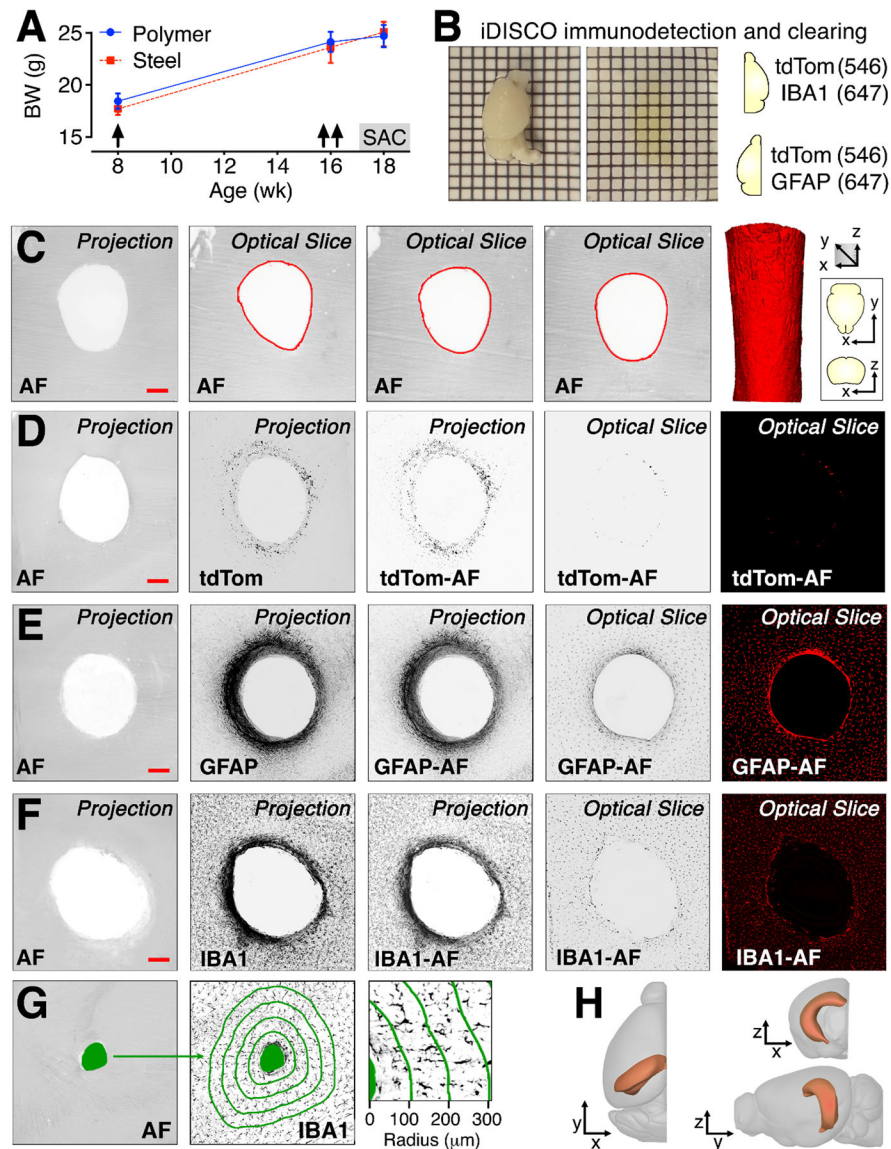 A
BW (g)
25
20
15
Polymer
Steel
SAC
8
10
12
14
16
18
Age (wk)
B
iDISCO immunodetection and clearing
tdTom (546)
IBA1 (647)
tdTom (546)
GFAP (647)
C
Projection
AF
Optical Slice
AF
Optical Slice
AF
Optical Slice
AF
y
z
x
y
x
z
x
D
Projection
AF
Projection
tdTom
Projection
tdTom-AF
Optical Slice
tdTom-AF
Optical Slice
tdTom-AF
E
Projection
AF
Projection
GFAP
Projection
GFAP-AF
Optical Slice
GFAP-AF
Optical Slice
GFAP-AF
F
Projection
AF
Projection
IBA1
Projection
IBA1-AF
Optical Slice
IBA1-AF
Optical Slice
IBA1-AF
G
AF
IBA1
0
100
200
300
Radius (μm)
H
y
x
z
x
z
y